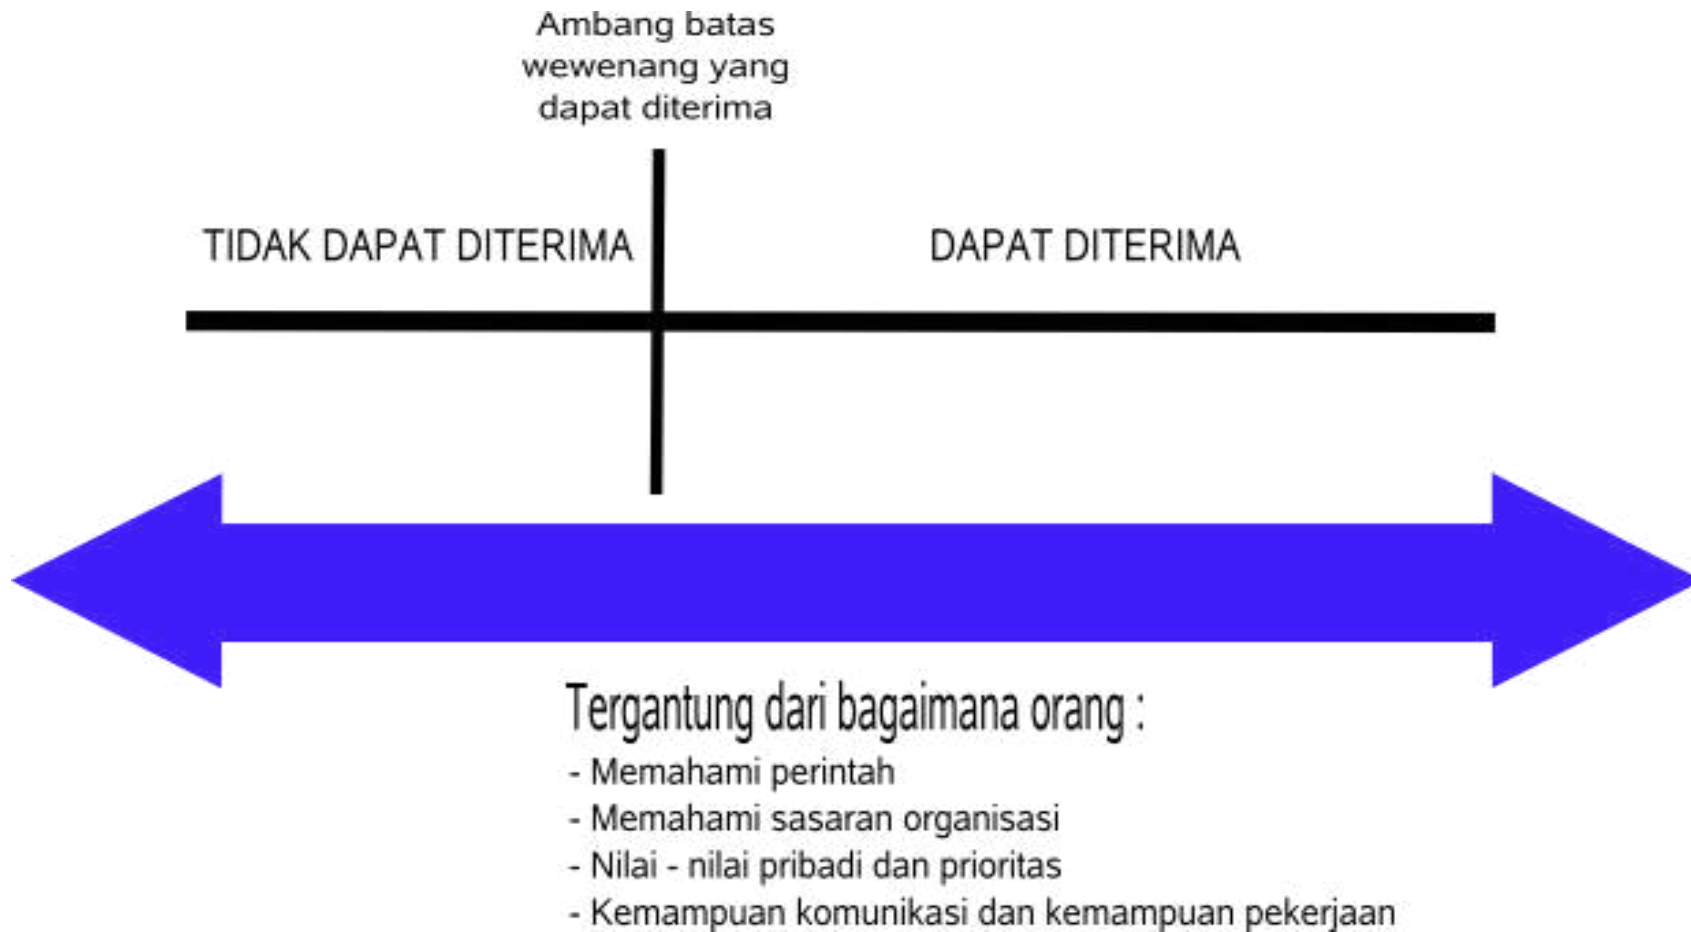 Ambang batas
wewenang yang
dapat diterima
TIDAK DAPAT DITERIMA
DAPAT DITERIMA
Tergantung dari bagaimana orang :
- Memahami perintah
- Memahami sasaran organisasi
- Nilai - nilai pribadi dan prioritas
- Kemampuan komunikasi dan kemampuan pekerjaan